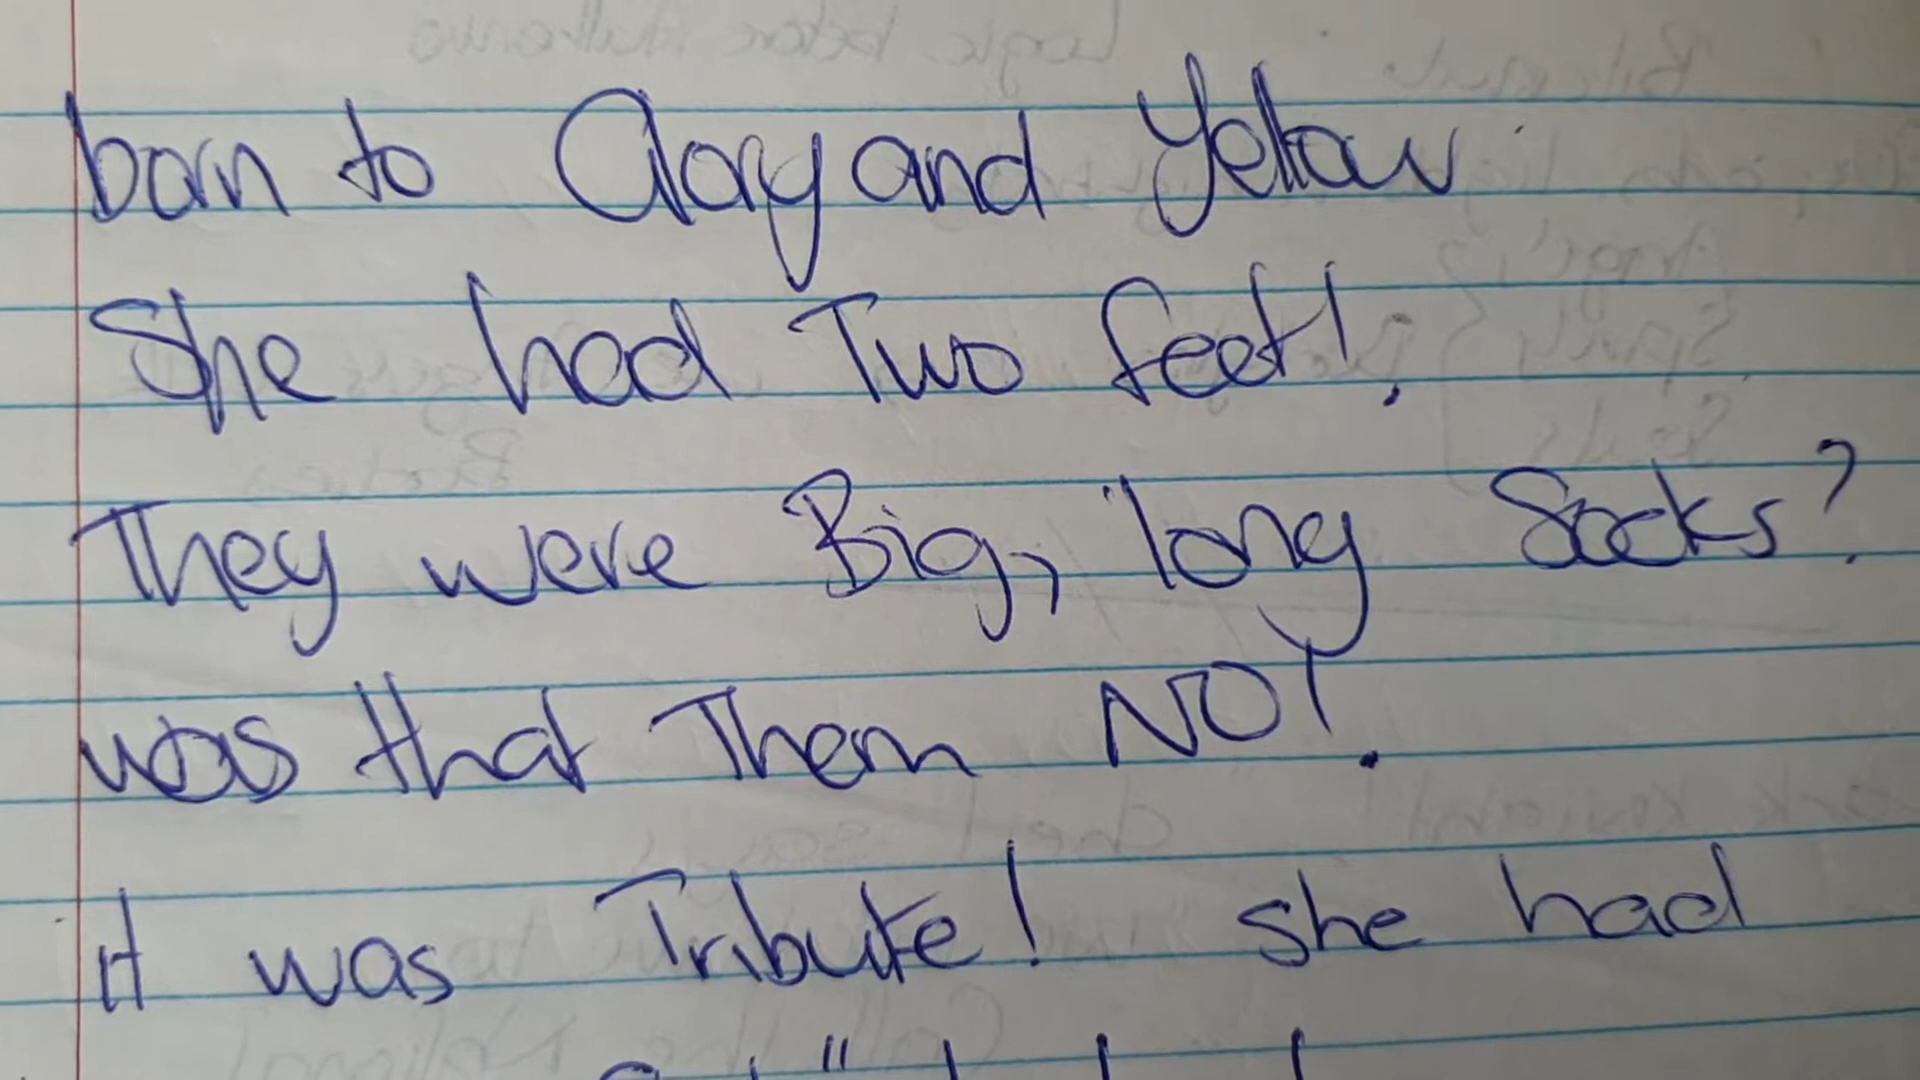 born to Glory and Yellow
She had Two feet!
They were Big, long Socks?
was that Them NO!
it was Tribute! she had